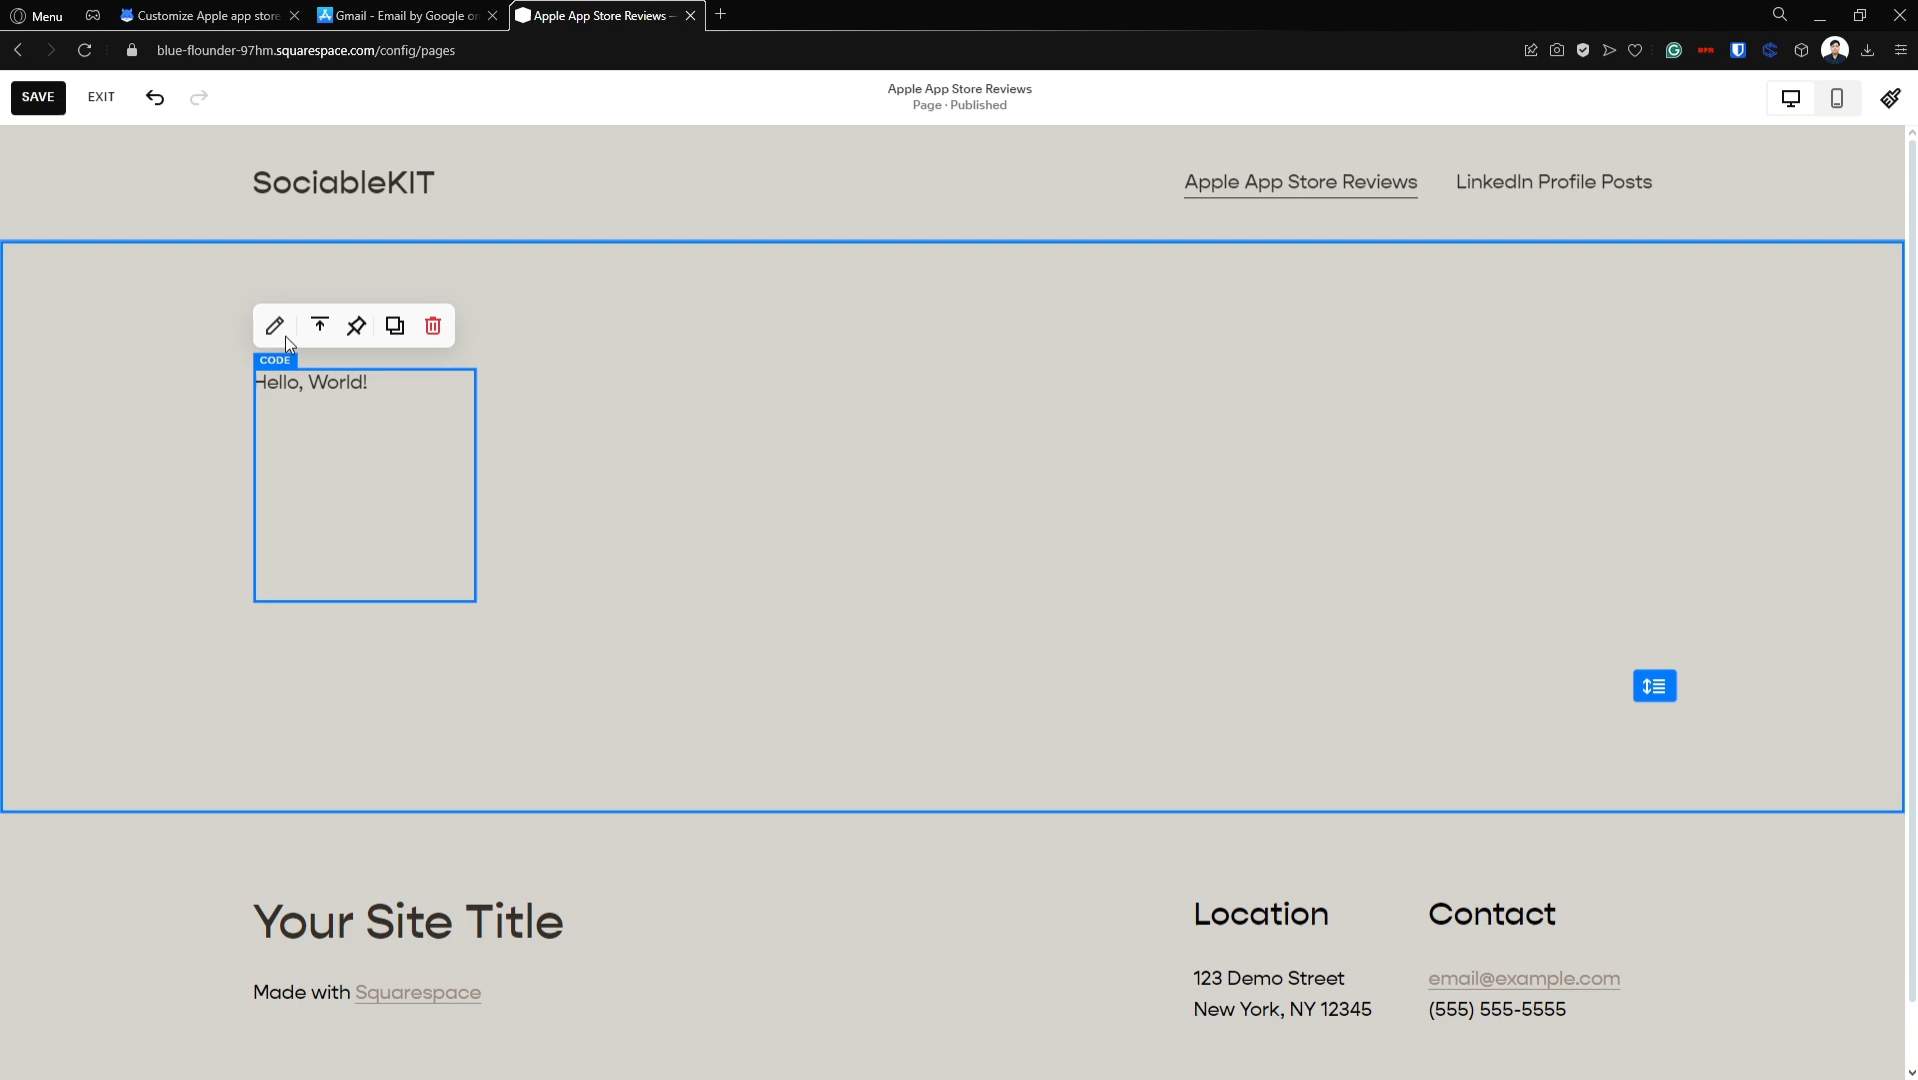 Menu
Customize Apple app store
Gmail - Email by Google on
Apple App Store Reviews –
blue-flounder-97hm.squarespace.com/config/pages
SAVE
EXIT
Apple App Store Reviews
Page · Published
SociableKIT
Apple App Store Reviews
LinkedIn Profile Posts
CODE
Hello, World!
Your Site Title
Made with Squarespace
Location
123 Demo Street
New York, NY 12345
Contact
email@example.com
(555) 555-5555